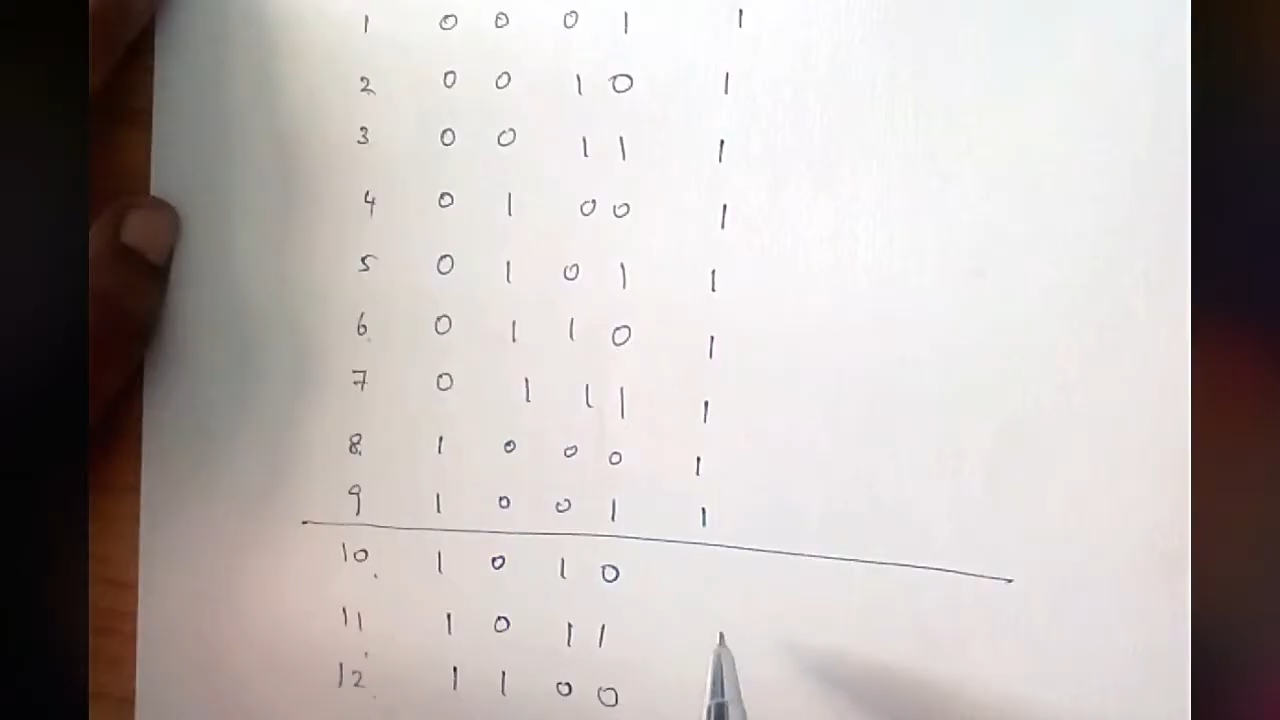 1 0 0 0 1 1
2 0 0 1 0 1
3 0 0 1 1 1
4 0 1 0 0 1
5 0 1 0 1 1
6 0 1 1 0 1
7 0 1 1 1 1
8 1 0 0 0 1
9 1 0 0 1 1
10 1 0 1 0
11 1 0 1 1
12 1 1 0 0